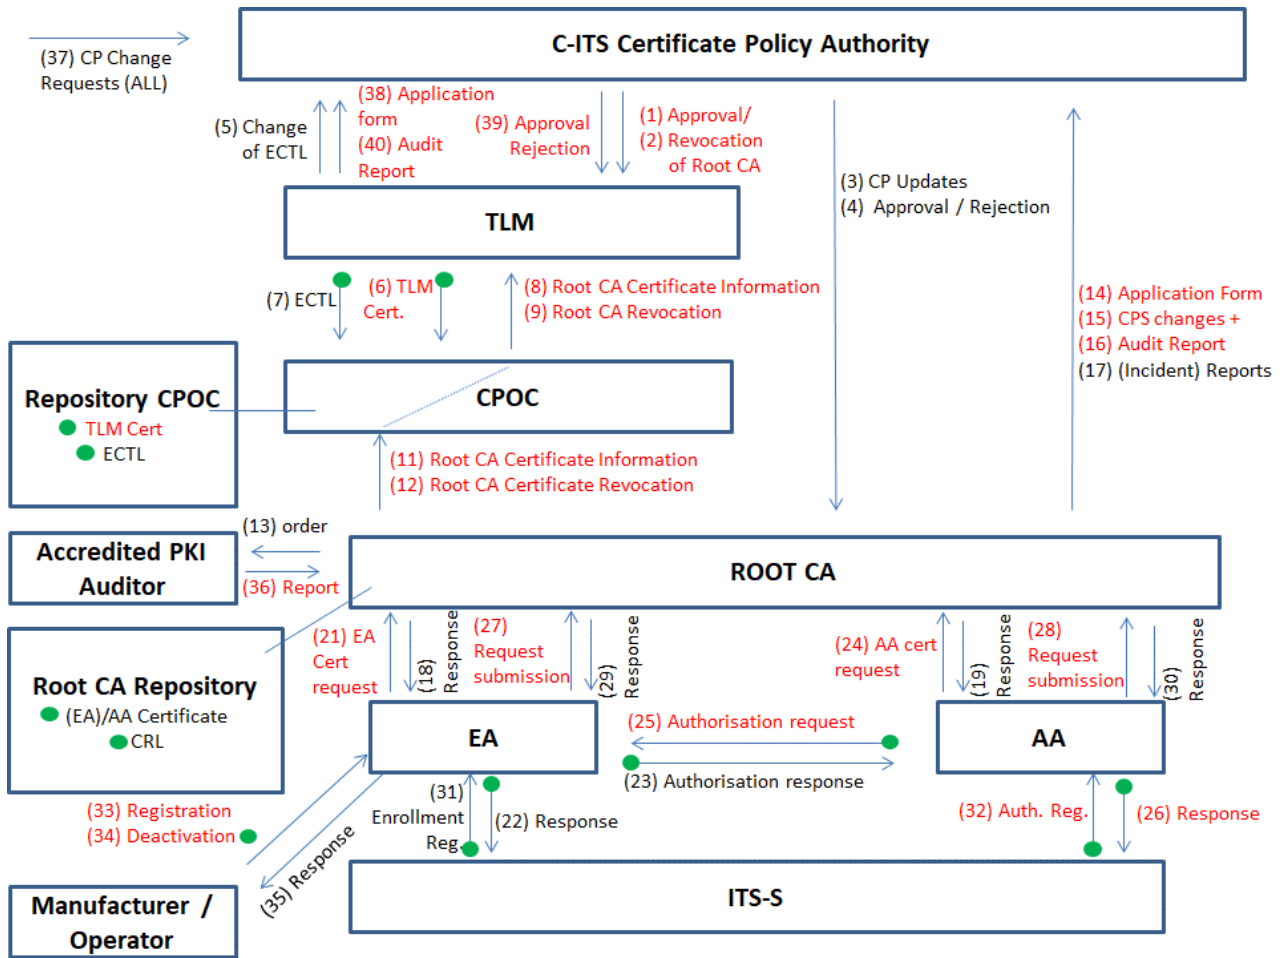 C-ITS Certificate Policy Authority
(37) CP Change
Requests (ALL)
(5) Change
of ECTL
(38) Application
form
(40) Audit
Report
(39) Approval
Rejection
(1) Approval/
(2) Revocation
of Root CA
(3) CP Updates
(4) Approval / Rejection
TLM
(7) ECTL
(6) TLM
Cert.
(8) Root CA Certificate Information
(9) Root CA Revocation
(14) Application Form
(15) CPS changes +
(16) Audit Report
(17) (Incident) Reports
Repository CPOC
TLM Cert
ECTL
CPOC
(11) Root CA Certificate Information
(12) Root CA Certificate Revocation
(13) order
Accredited PKI
Auditor
(36) Report
ROOT CA
(21) EA
Cert
request
(18)
Response
(27)
Request
submission
(29)
Response
(24) AA cert
request
(19)
Response
(28)
Request
submission
(30)
Response
Root CA Repository
(EA)/AA Certificate
CRL
EA
(25) Authorisation request
(23) Authorisation response
AA
(33) Registration
(34) Deactivation
(35) Response
(31)
Enrollment
Reg.
(22) Response
(32) Auth. Reg.
(26) Response
Manufacturer /
Operator
ITS-S